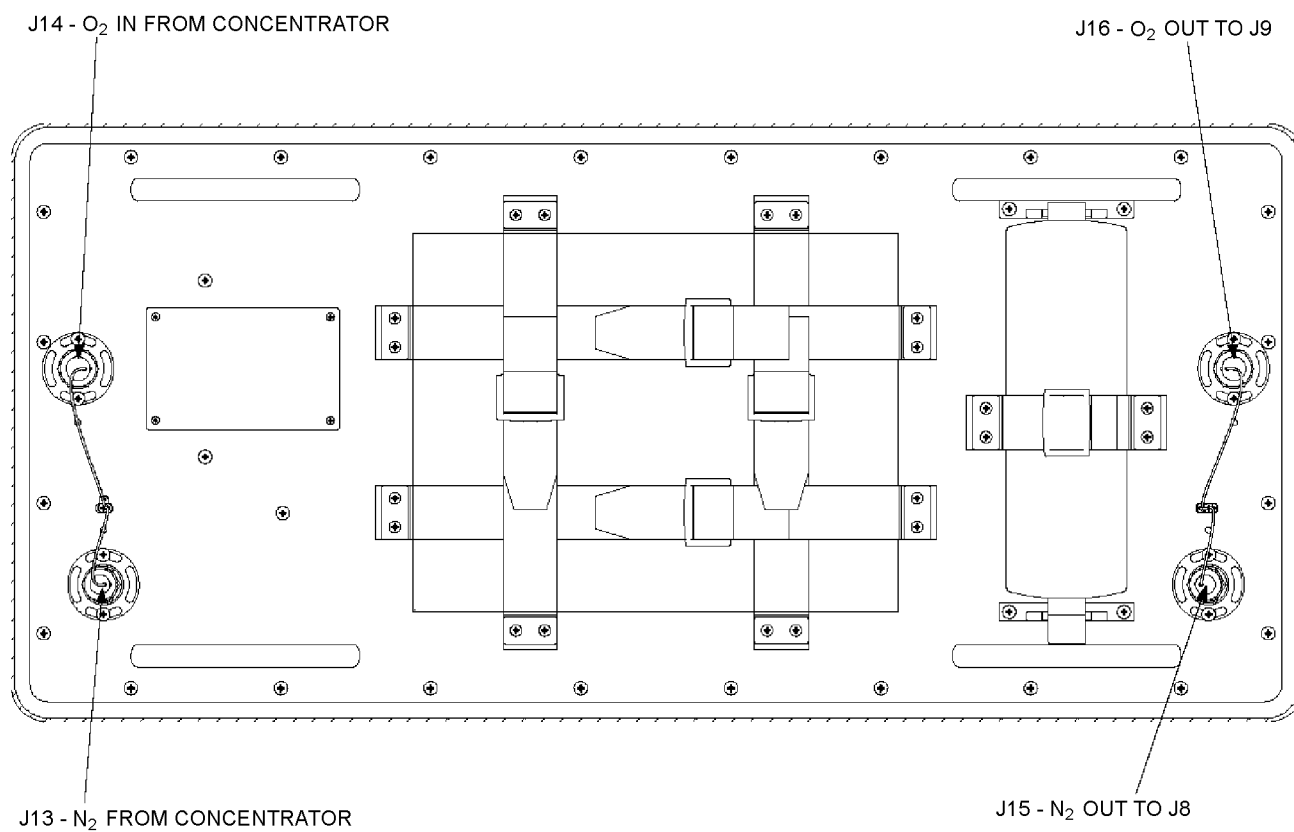 J14 - O₂ IN FROM CONCENTRATOR
J16 - O₂ OUT TO J9
J13 - N₂ FROM CONCENTRATOR
J15 - N₂ OUT TO J8